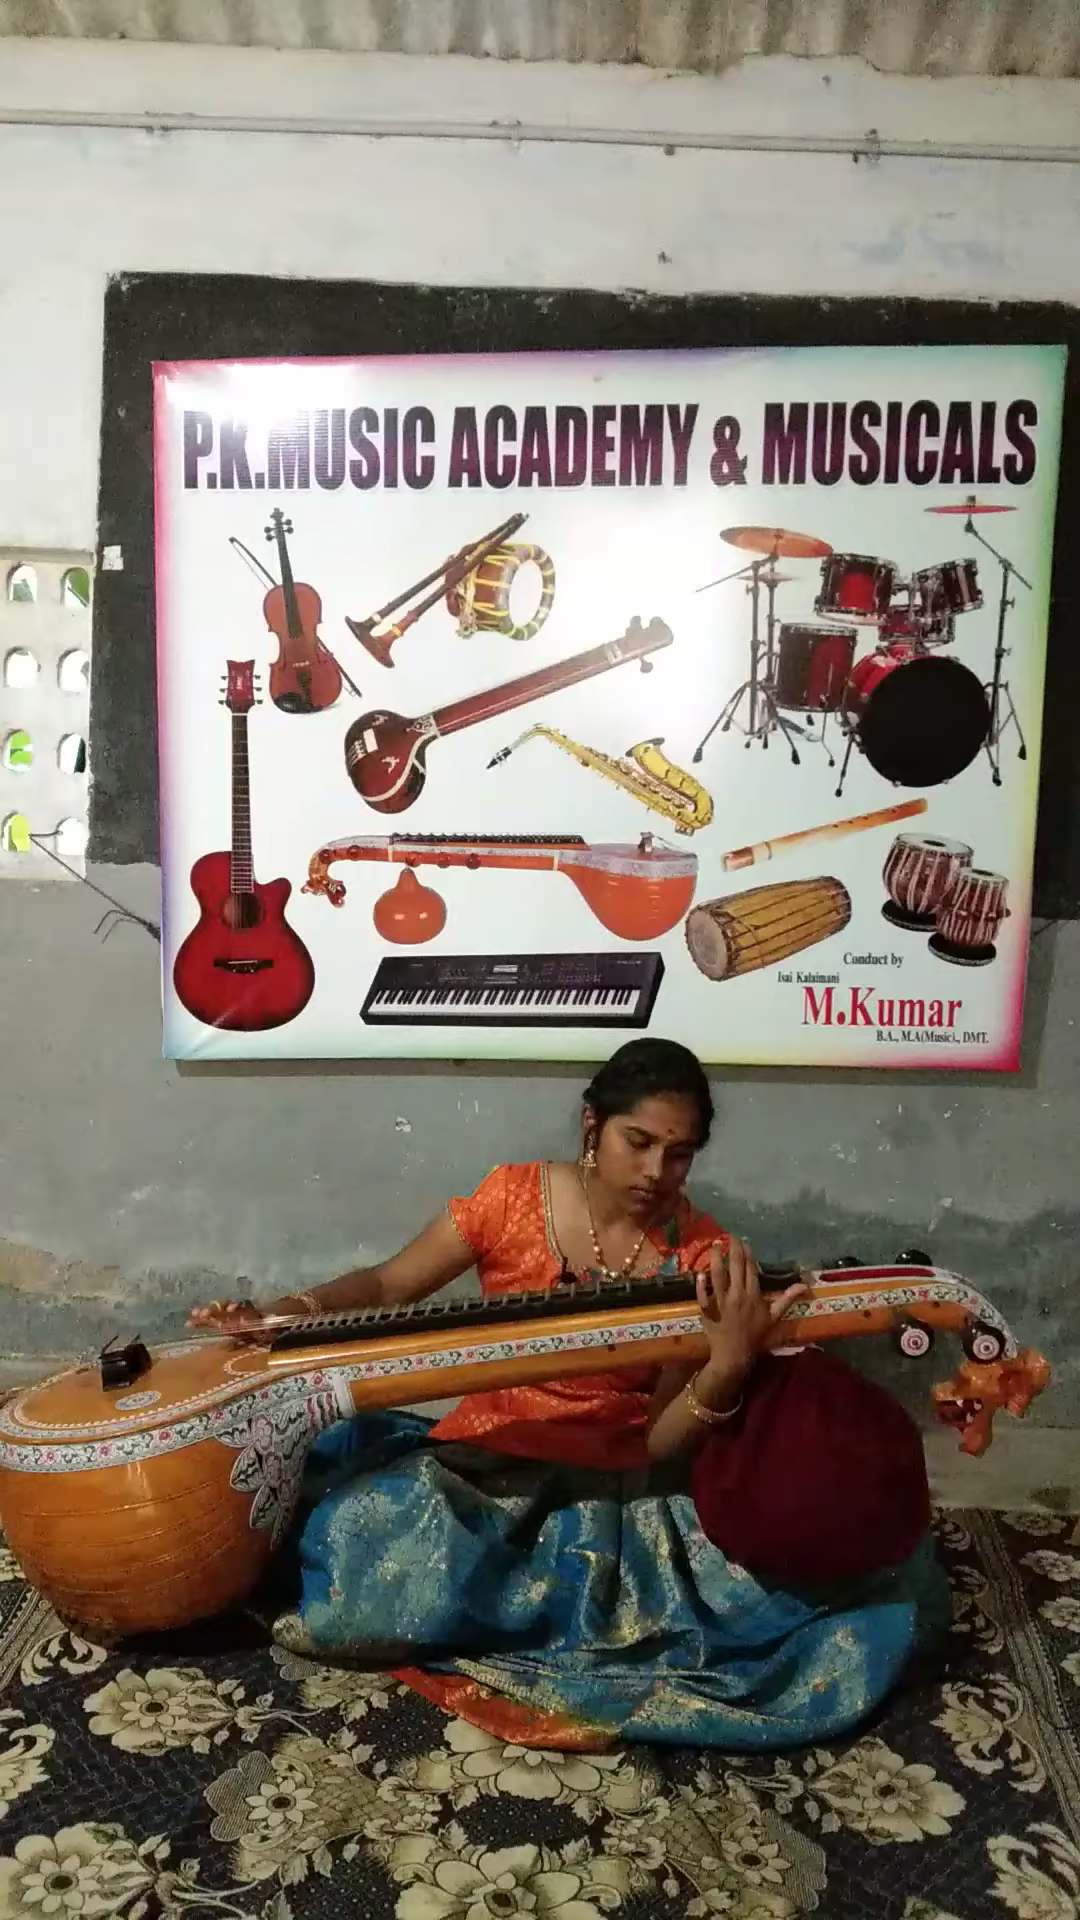 P.K.MUSIC ACADEMY & MUSICALS
Conduct by
Isai Kalaimani
M.Kumar
B.A., M.A(Music)., DMT.